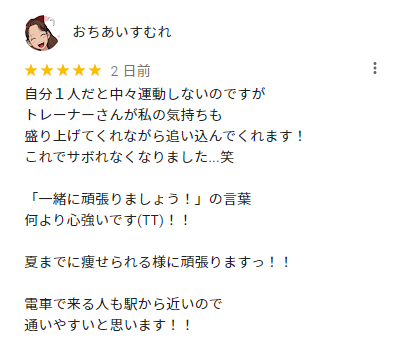 おちあいすむれ
★★★★★ 2 日前
自分１人だと中々運動しないのですが
トレーナーさんが私の気持ちも
盛り上げてくれながら追い込んでくれます！
これでサボれなくなりました...笑
「一緒に頑張りましょう！」の言葉
何より心強いです(TT)！！
夏までに痩せられる様に頑張りますっ！！
電車で来る人も駅から近いので
通いやすいと思います！！